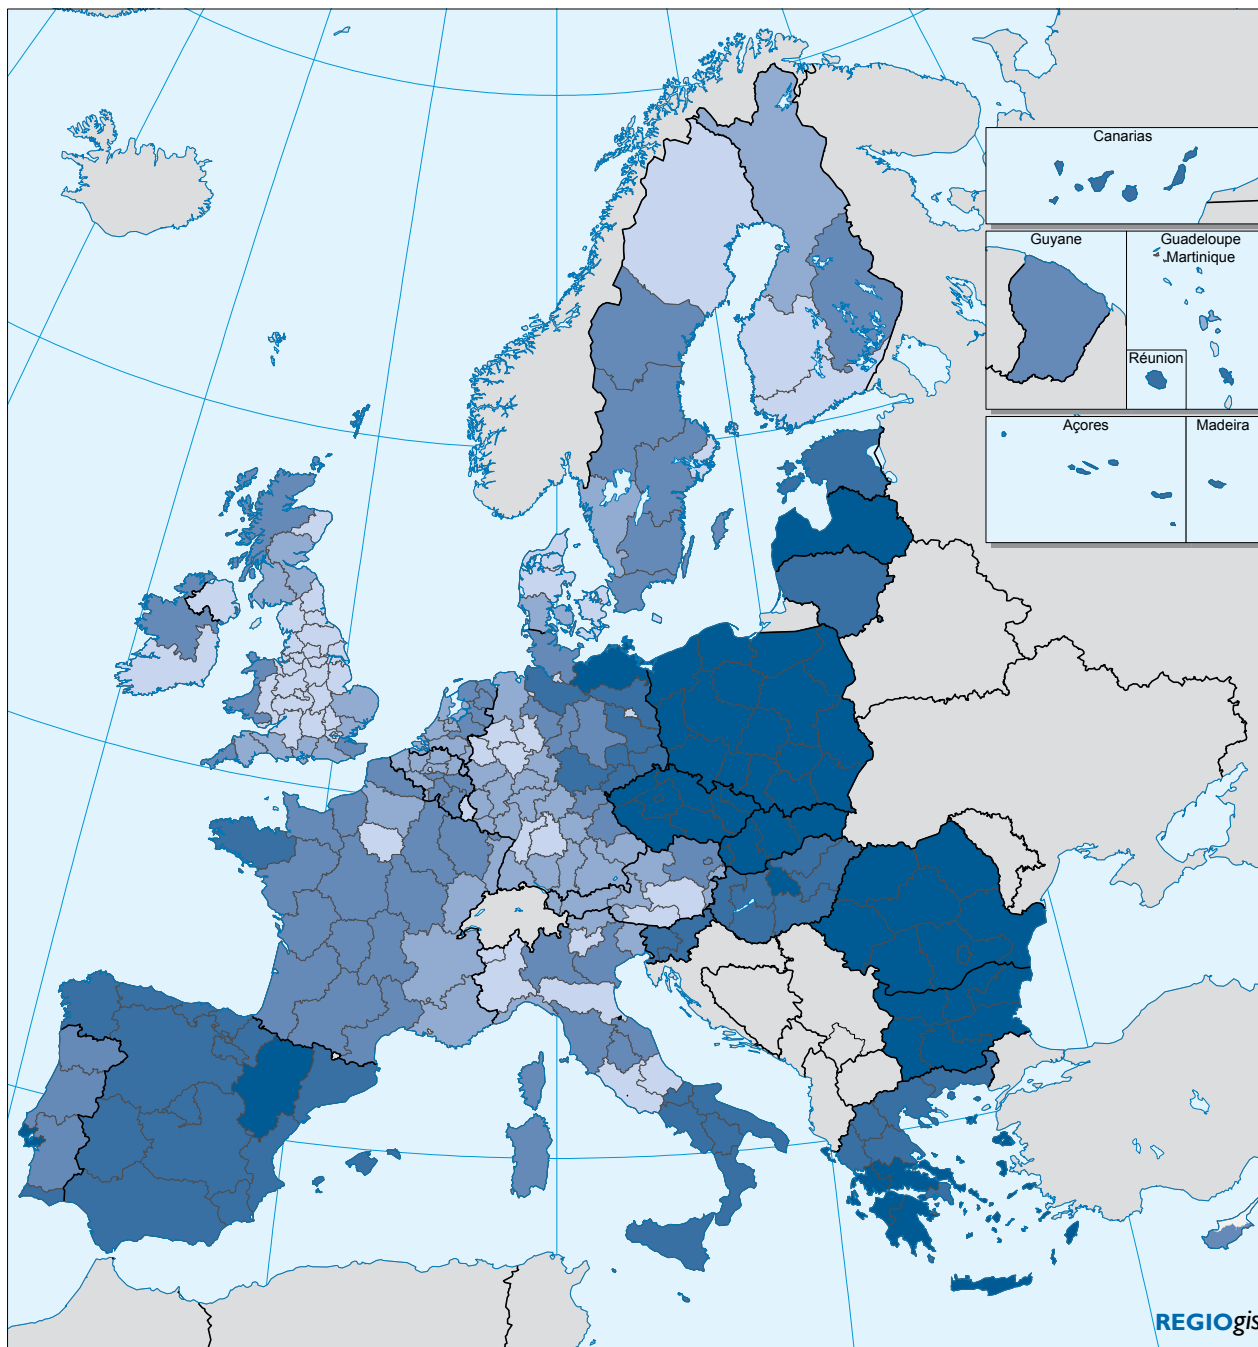 Canarias
Guyane
Guadeloupe
Martinique
Réunion
Açores
Madeira
REGIOgis